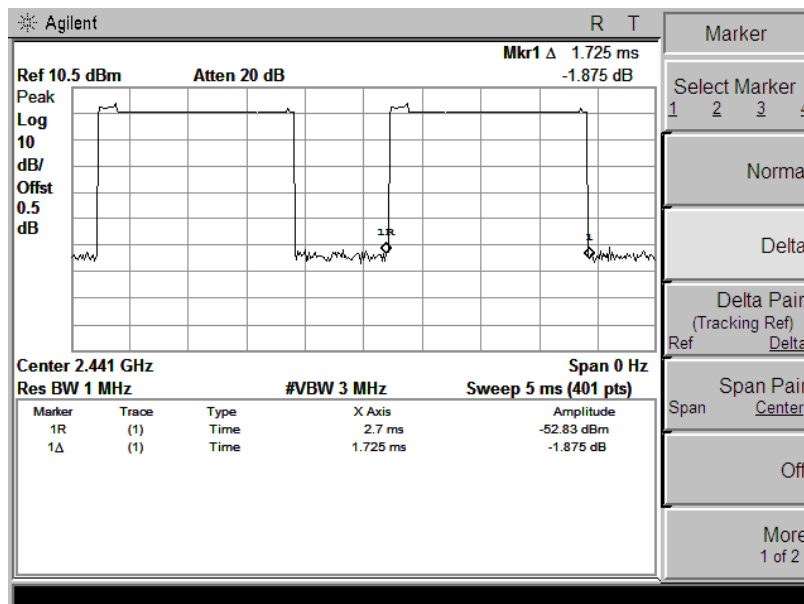 Agilent R T
Mkr1 Δ 1.725 ms
Ref 10.5 dBm Atten 20 dB -1.875 dB
Peak
Log
10
dB/
Offst
0.5
dB
1R
1
Center 2.441 GHz Span 0 Hz
Res BW 1 MHz #VBW 3 MHz Sweep 5 ms (401 pts)
Marker Trace Type X Axis Amplitude
1R (1) Time 2.7 ms -52.83 dBm
1Δ (1) Time 1.725 ms -1.875 dB
Marker
Select Marker
1 2 3
Norma
Delta
Delta Pair
(Tracking Ref)
Ref Delta
Span Pair
Span Center
Off
More
1 of 2